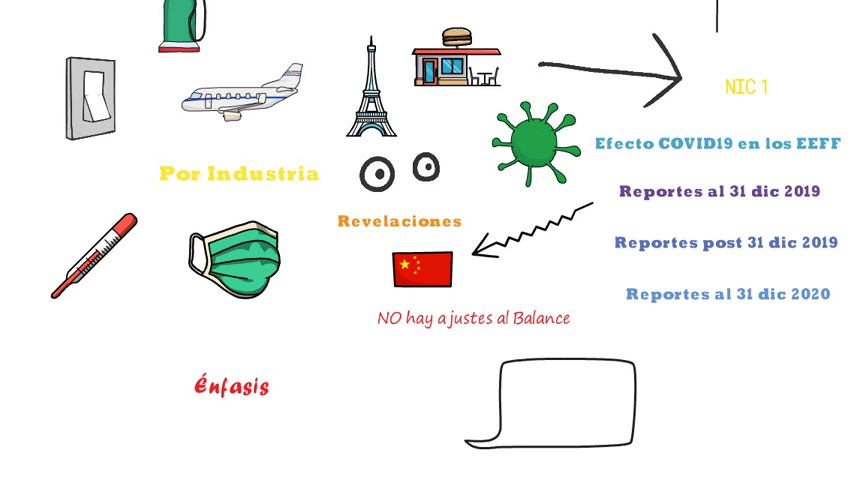 NIC 1
Efecto COVID19 en los EEFF
Por Industria
Reportes al 31 dic 2019
Revelaciones
Reportes post 31 dic 2019
Reportes al 31 dic 2020
NO hay ajustes al Balance
Énfasis